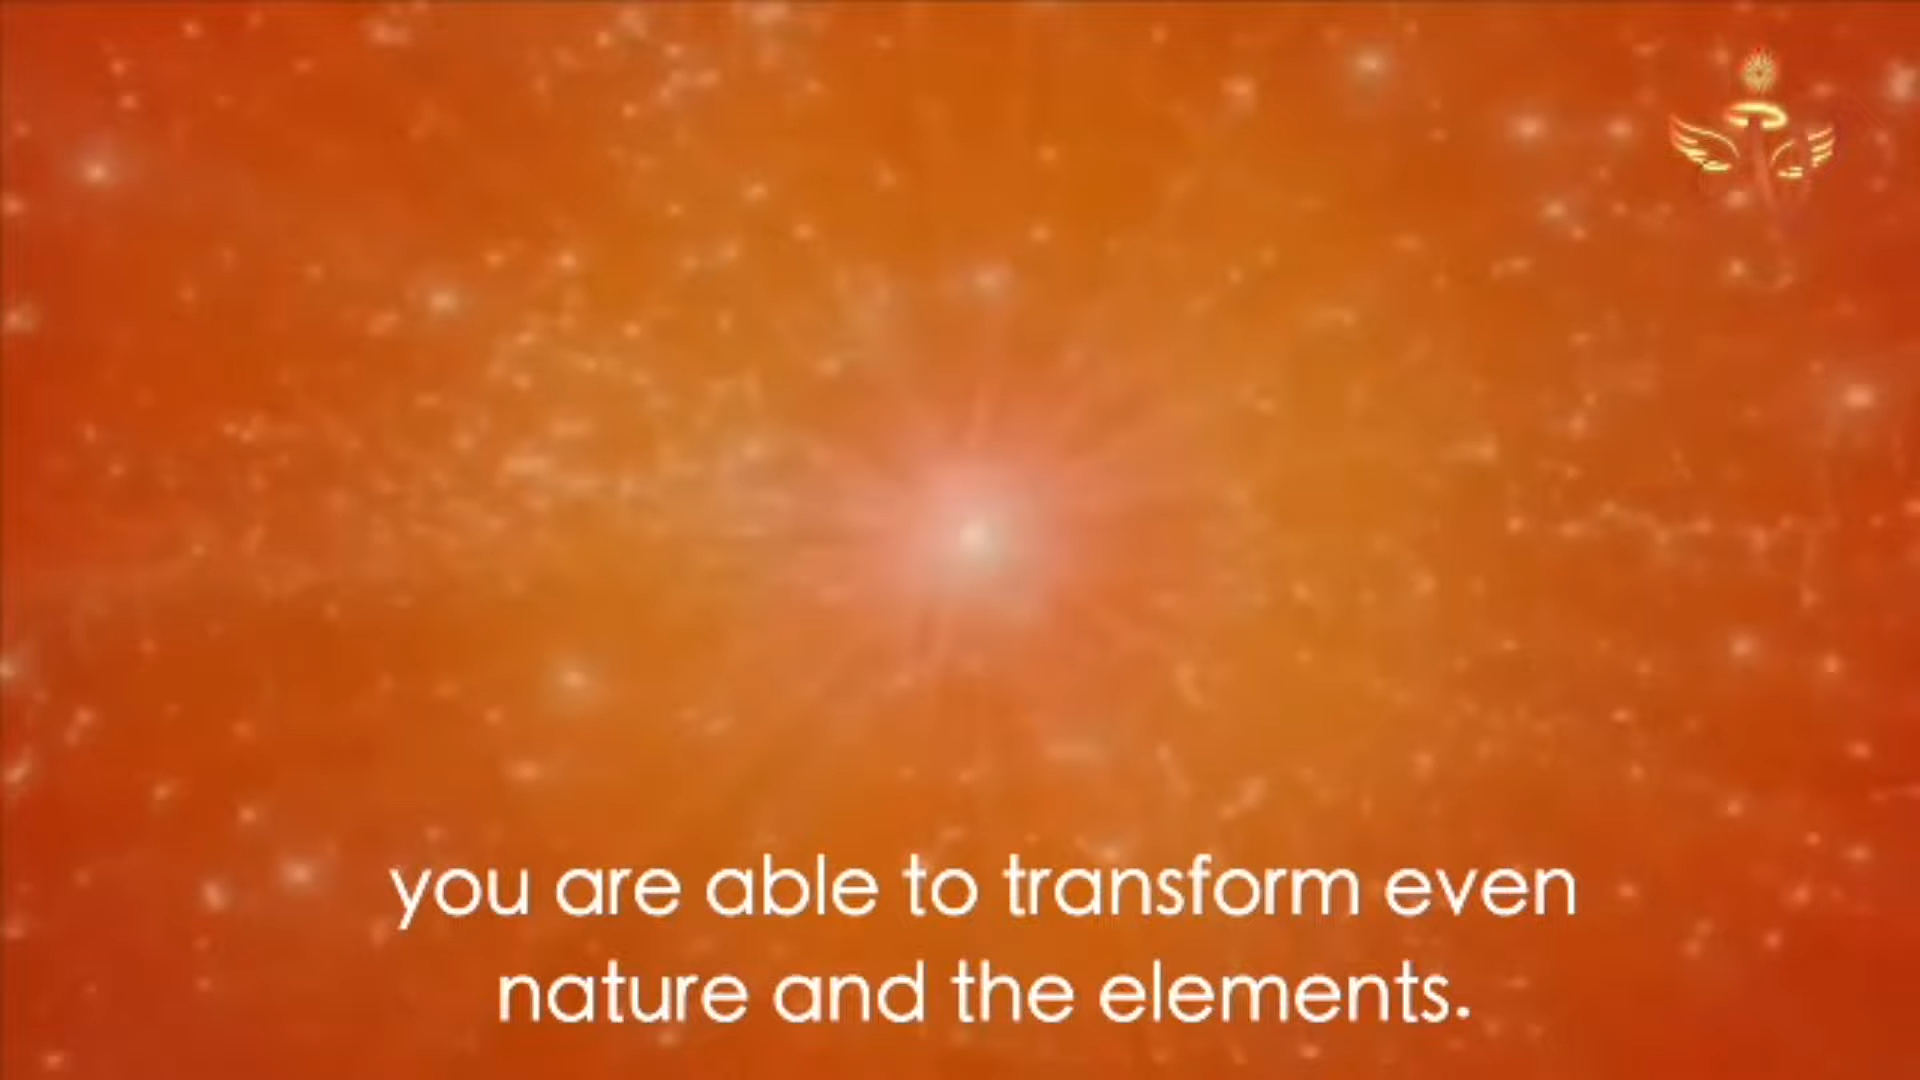 you are able to transform even
nature and the elements.